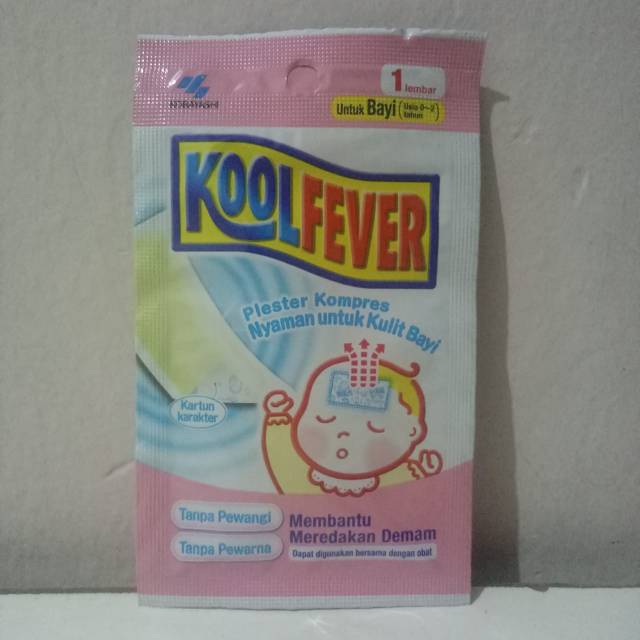 KOBAYASHI
1 lembar
Untuk Bayi (Usia 0~2 tahun)
KOOLFEVER
Plester Kompres
Nyaman untuk Kulit Bayi
Kartun
karakter
Tanpa Pewangi
Tanpa Pewarna
Membantu
Meredakan Demam
Dapat digunakan bersama dengan obat